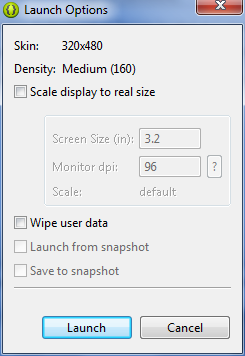 Launch Options
Skin: 320x480
Density: Medium (160)
Scale display to real size
Screen Size (in): 3.2
Monitor dpi: 96 ?
Scale: default
Wipe user data
Launch from snapshot
Save to snapshot
Launch Cancel